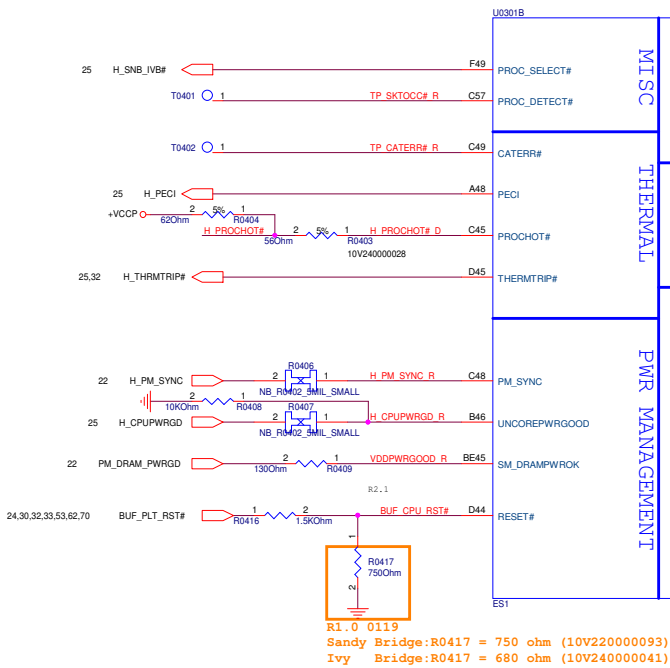 U0301B
25 H_SNB_IVB# F49 PROC_SELECT#
T0401 1 TP_SKTOCC#_R C57 PROC_DETECT#
MISC
T0402 1 TP_CATERR#_R C49 CATERR#
25 H_PECI A48 PECI
+VCCP 2 5% 1
62Ohm R0404
H_PROCHOT# 2 5% 1 H_PROCHOT#_D C45 PROCHOT#
56Ohm R0403
10V240000028
25,32 H_THRMTRIP# D45 THERMTRIP#
THERMAL
R0406
22 H_PM_SYNC 2 1 H_PM_SYNC_R C48 PM_SYNC
NB_R0402_5MIL_SMALL
2 1
10KOhm R0408 R0407
25 H_CPUPWRGD 2 1 H_CPUPWRGD_R B46 UNCOREPWRGOOD
NB_R0402_5MIL_SMALL
22 PM_DRAM_PWRGD 2 1 VDDPWRGOOD_R BE45 SM_DRAMPWROK
130Ohm R0409
R2.1
24,30,32,33,53,62,70 BUF_PLT_RST# 1 2 BUF_CPU_RST# D44 RESET#
R0416 1.5KOhm
PWR MANAGEMENT
1
R0417
750Ohm
2
ES1
R1.0 0119
Sandy Bridge:R0417 = 750 ohm (10V220000093)
Ivy Bridge:R0417 = 680 ohm (10V240000041)